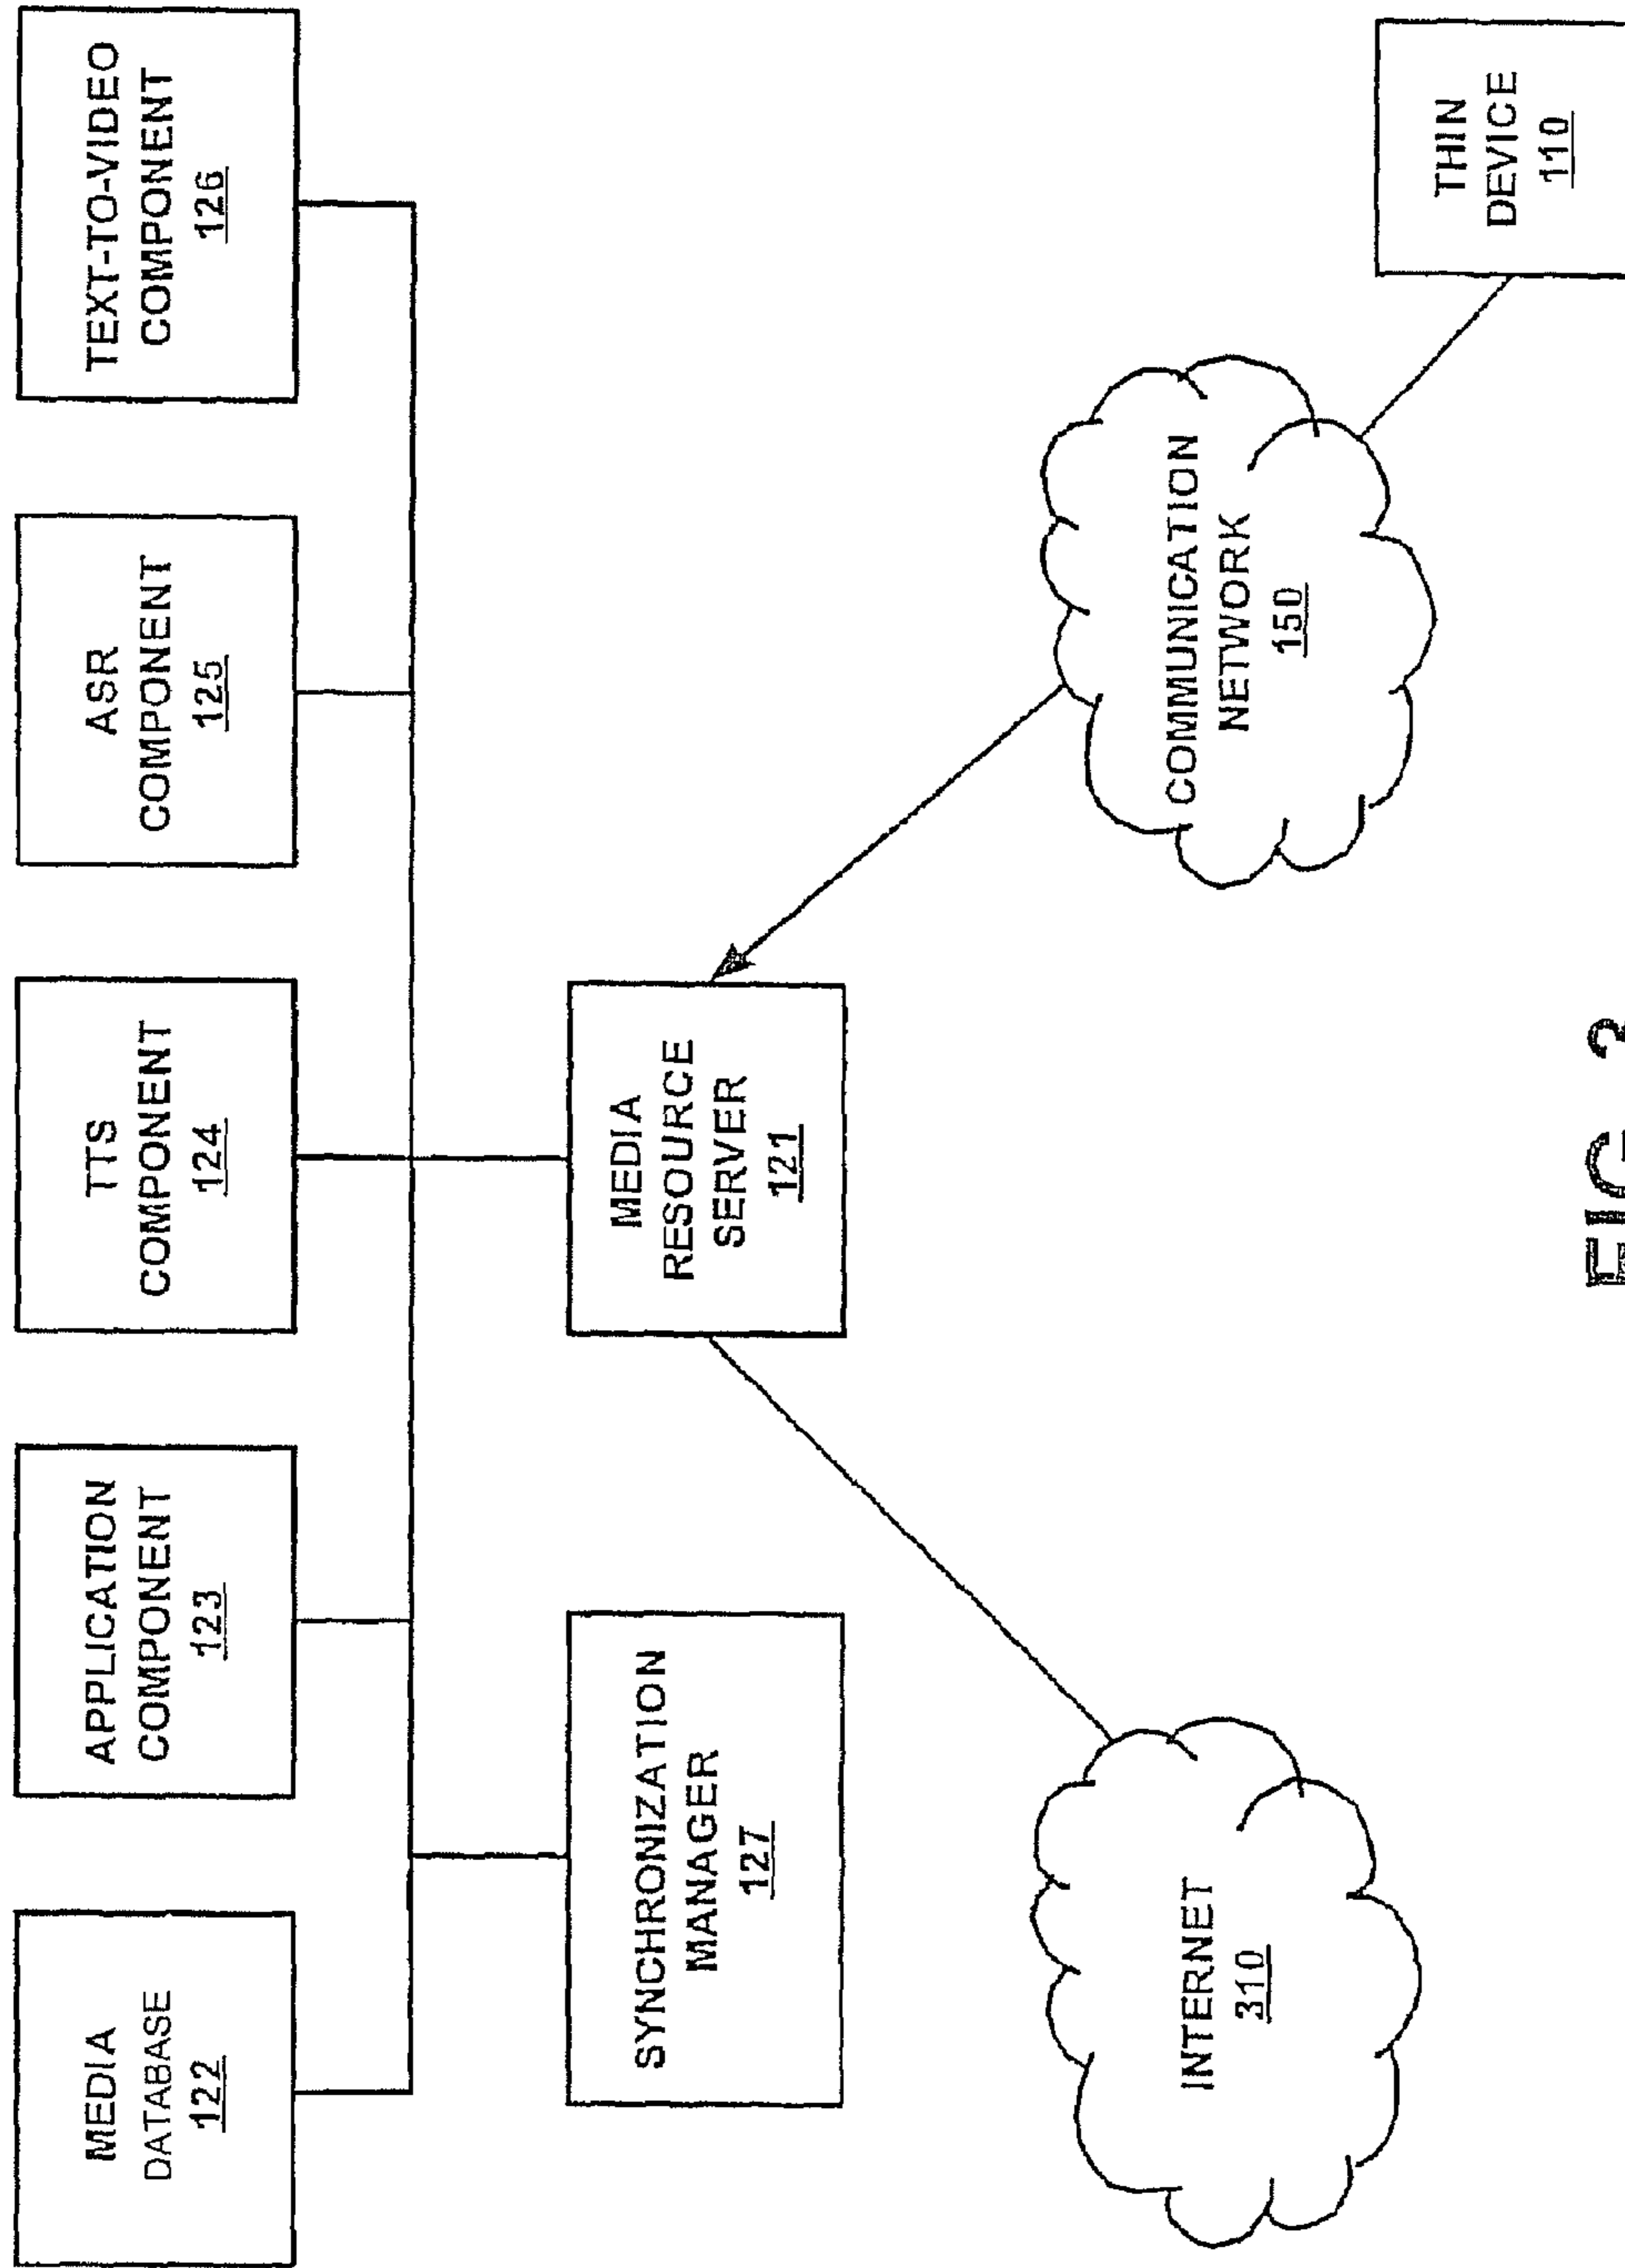 MEDIA
DATABASE
122
APPLICATION
COMPONENT
123
TTS
COMPONENT
124
ASR
COMPONENT
125
TEXT-TO-VIDEO
COMPONENT
126
SYNCHRONIZATION
MANAGER
127
MEDIA
RESOURCE
SERVER
121
INTERNET
310
COMMUNICATION
NETWORK
150
THIN
DEVICE
110
FIG